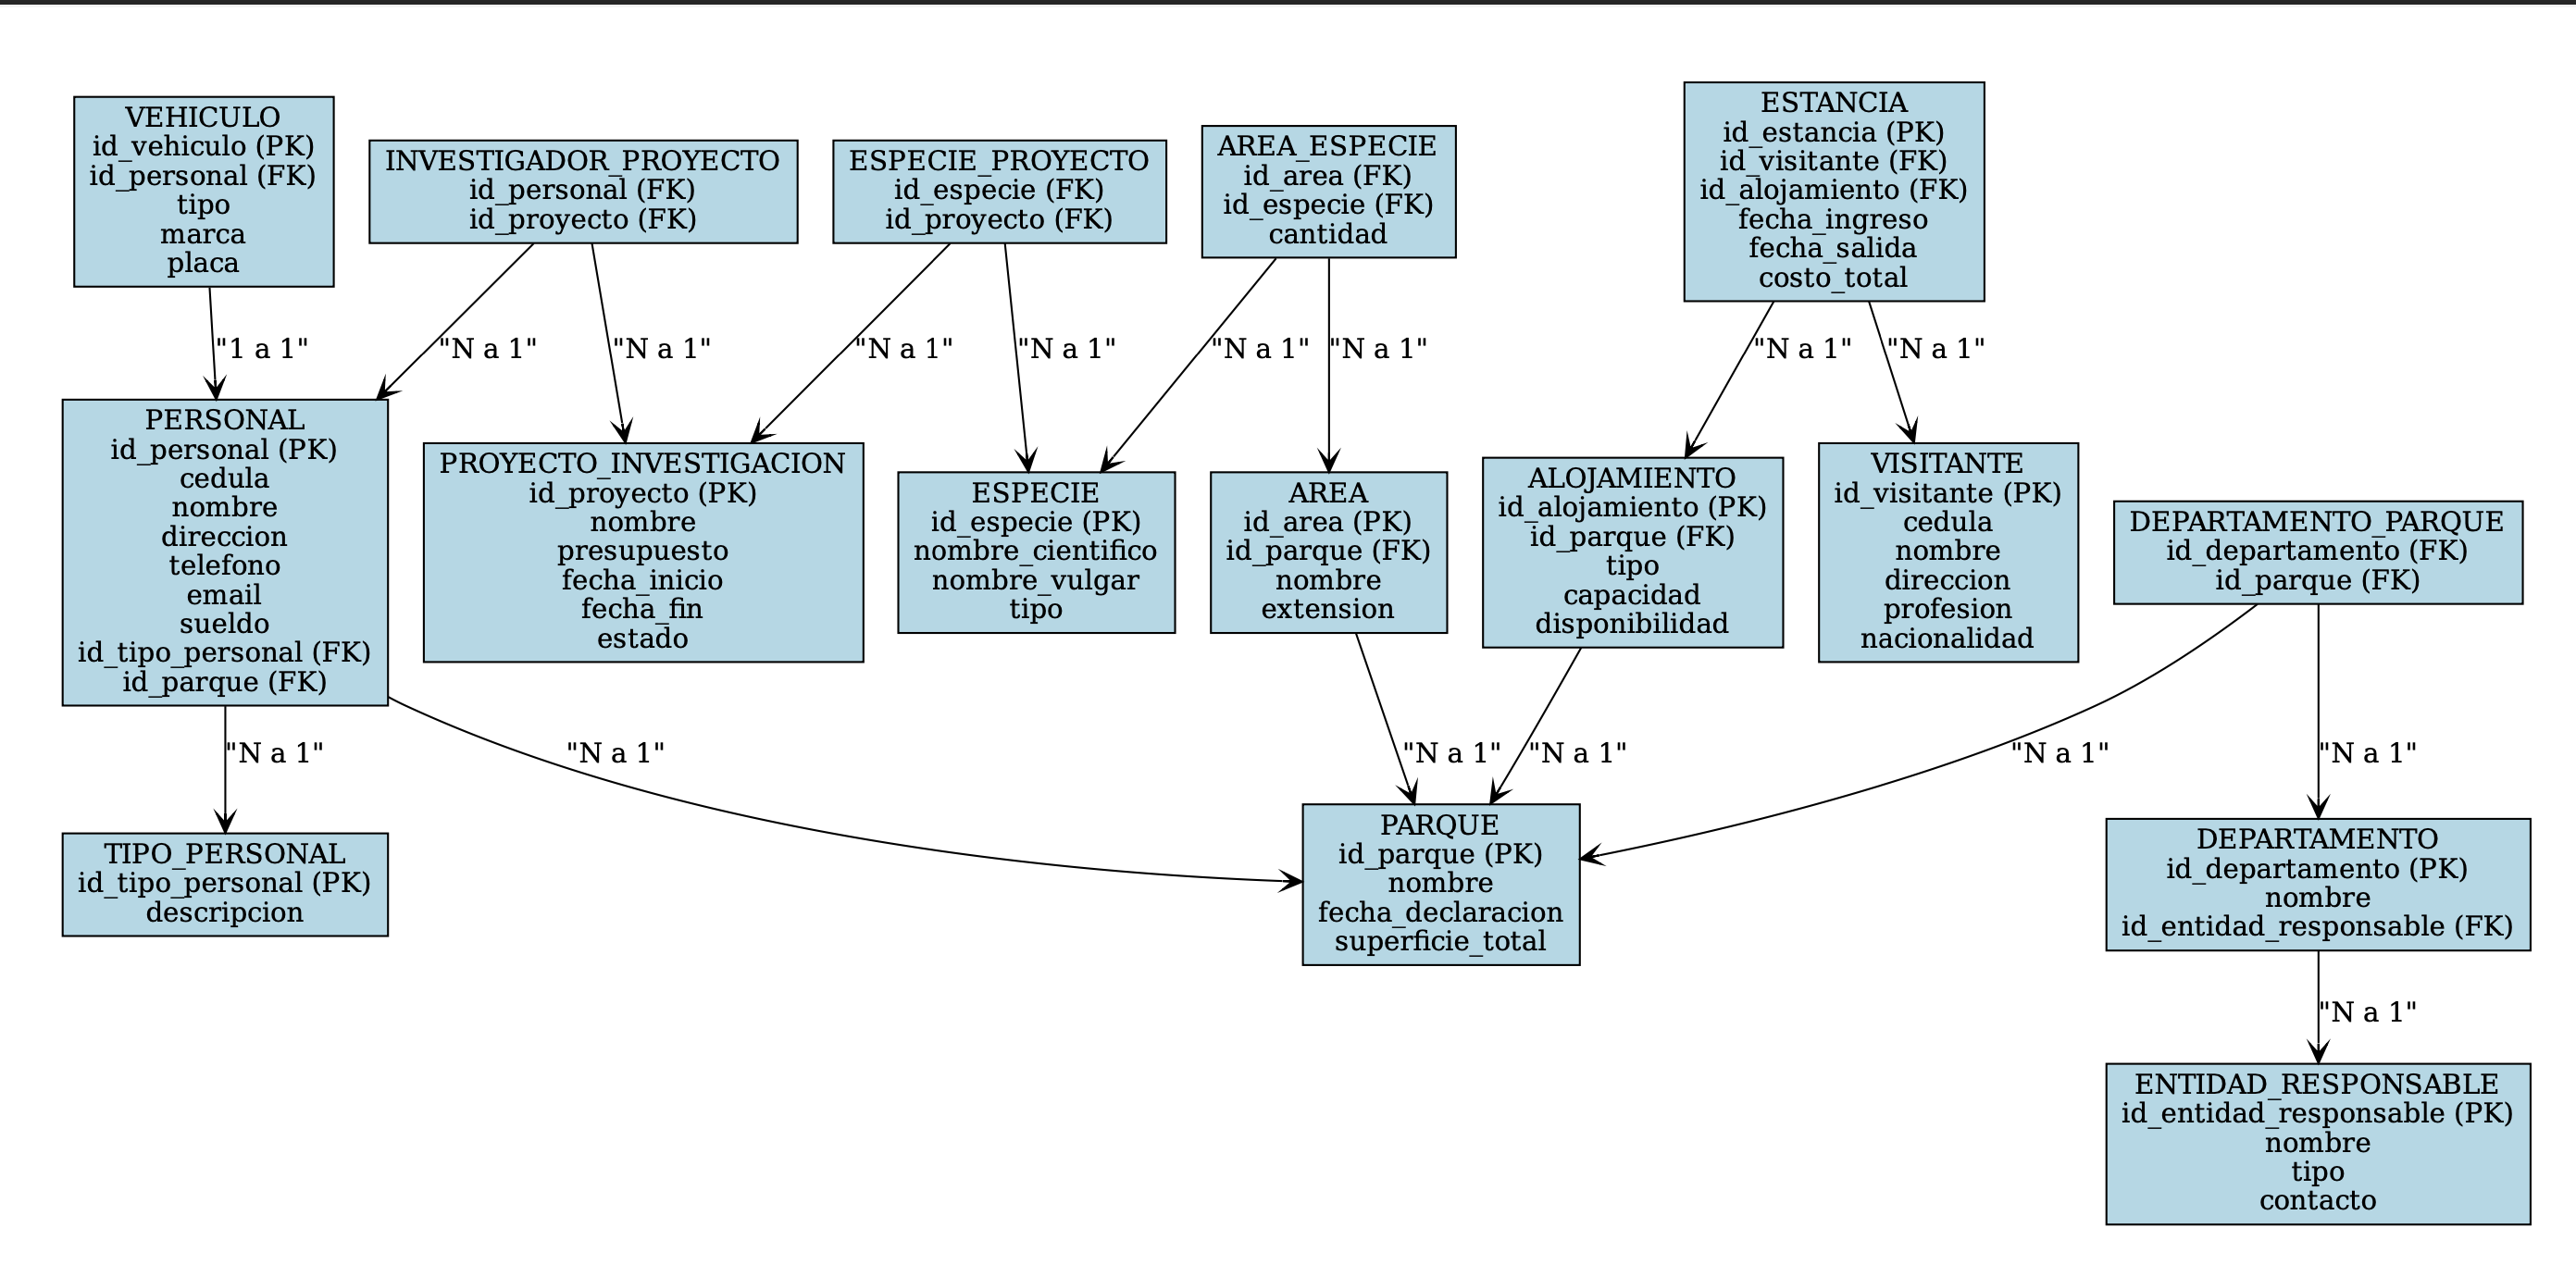 VEHICULO
id_vehiculo (PK)
id_personal (FK)
tipo
marca
placa
INVESTIGADOR_PROYECTO
id_personal (FK)
id_proyecto (FK)
ESPECIE_PROYECTO
id_especie (FK)
id_proyecto (FK)
AREA_ESPECIE
id_area (FK)
id_especie (FK)
cantidad
ESTANCIA
id_estancia (PK)
id_visitante (FK)
id_alojamiento (FK)
fecha_ingreso
fecha_salida
costo_total
"1 a 1"
"N a 1"
"N a 1"
"N a 1"
"N a 1"
"N a 1"
"N a 1"
"N a 1"
"N a 1"
PERSONAL
id_personal (PK)
cedula
nombre
direccion
telefono
email
sueldo
id_tipo_personal (FK)
id_parque (FK)
PROYECTO_INVESTIGACION
id_proyecto (PK)
nombre
presupuesto
fecha_inicio
fecha_fin
estado
ESPECIE
id_especie (PK)
nombre_cientifico
nombre_vulgar
tipo
AREA
id_area (PK)
id_parque (FK)
nombre
extension
ALOJAMIENTO
id_alojamiento (PK)
id_parque (FK)
tipo
capacidad
disponibilidad
VISITANTE
id_visitante (PK)
cedula
nombre
direccion
profesion
nacionalidad
DEPARTAMENTO_PARQUE
id_departamento (FK)
id_parque (FK)
"N a 1"
"N a 1"
"N a 1"
"N a 1"
"N a 1"
"N a 1"
TIPO_PERSONAL
id_tipo_personal (PK)
descripcion
PARQUE
id_parque (PK)
nombre
fecha_declaracion
superficie_total
DEPARTAMENTO
id_departamento (PK)
nombre
id_entidad_responsable (FK)
"N a 1"
ENTIDAD_RESPONSABLE
id_entidad_responsable (PK)
nombre
tipo
contacto